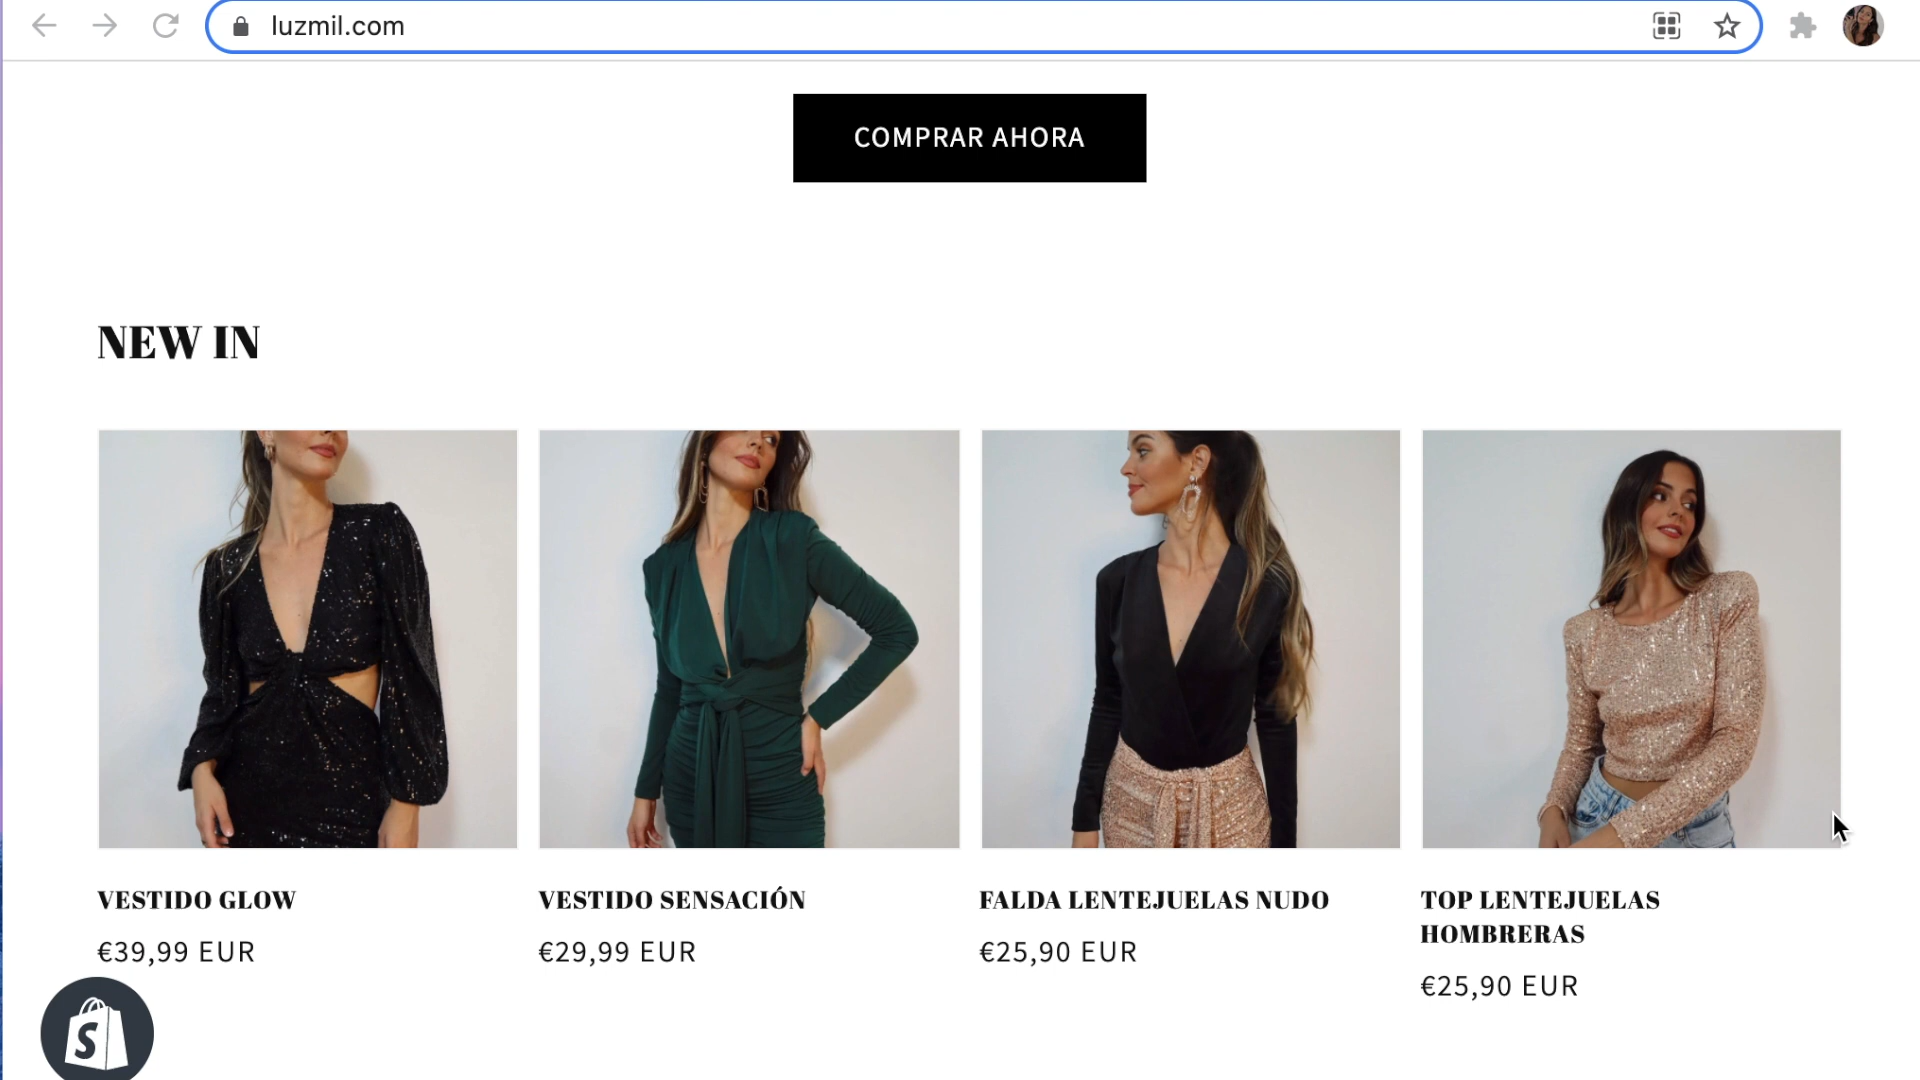 luzmil.com
COMPRAR AHORA
NEW IN
VESTIDO GLOW
€39,99 EUR
VESTIDO SENSACIÓN
€29,99 EUR
FALDA LENTEJUELAS NUDO
€25,90 EUR
TOP LENTEJUELAS
HOMBRERAS
€25,90 EUR
S